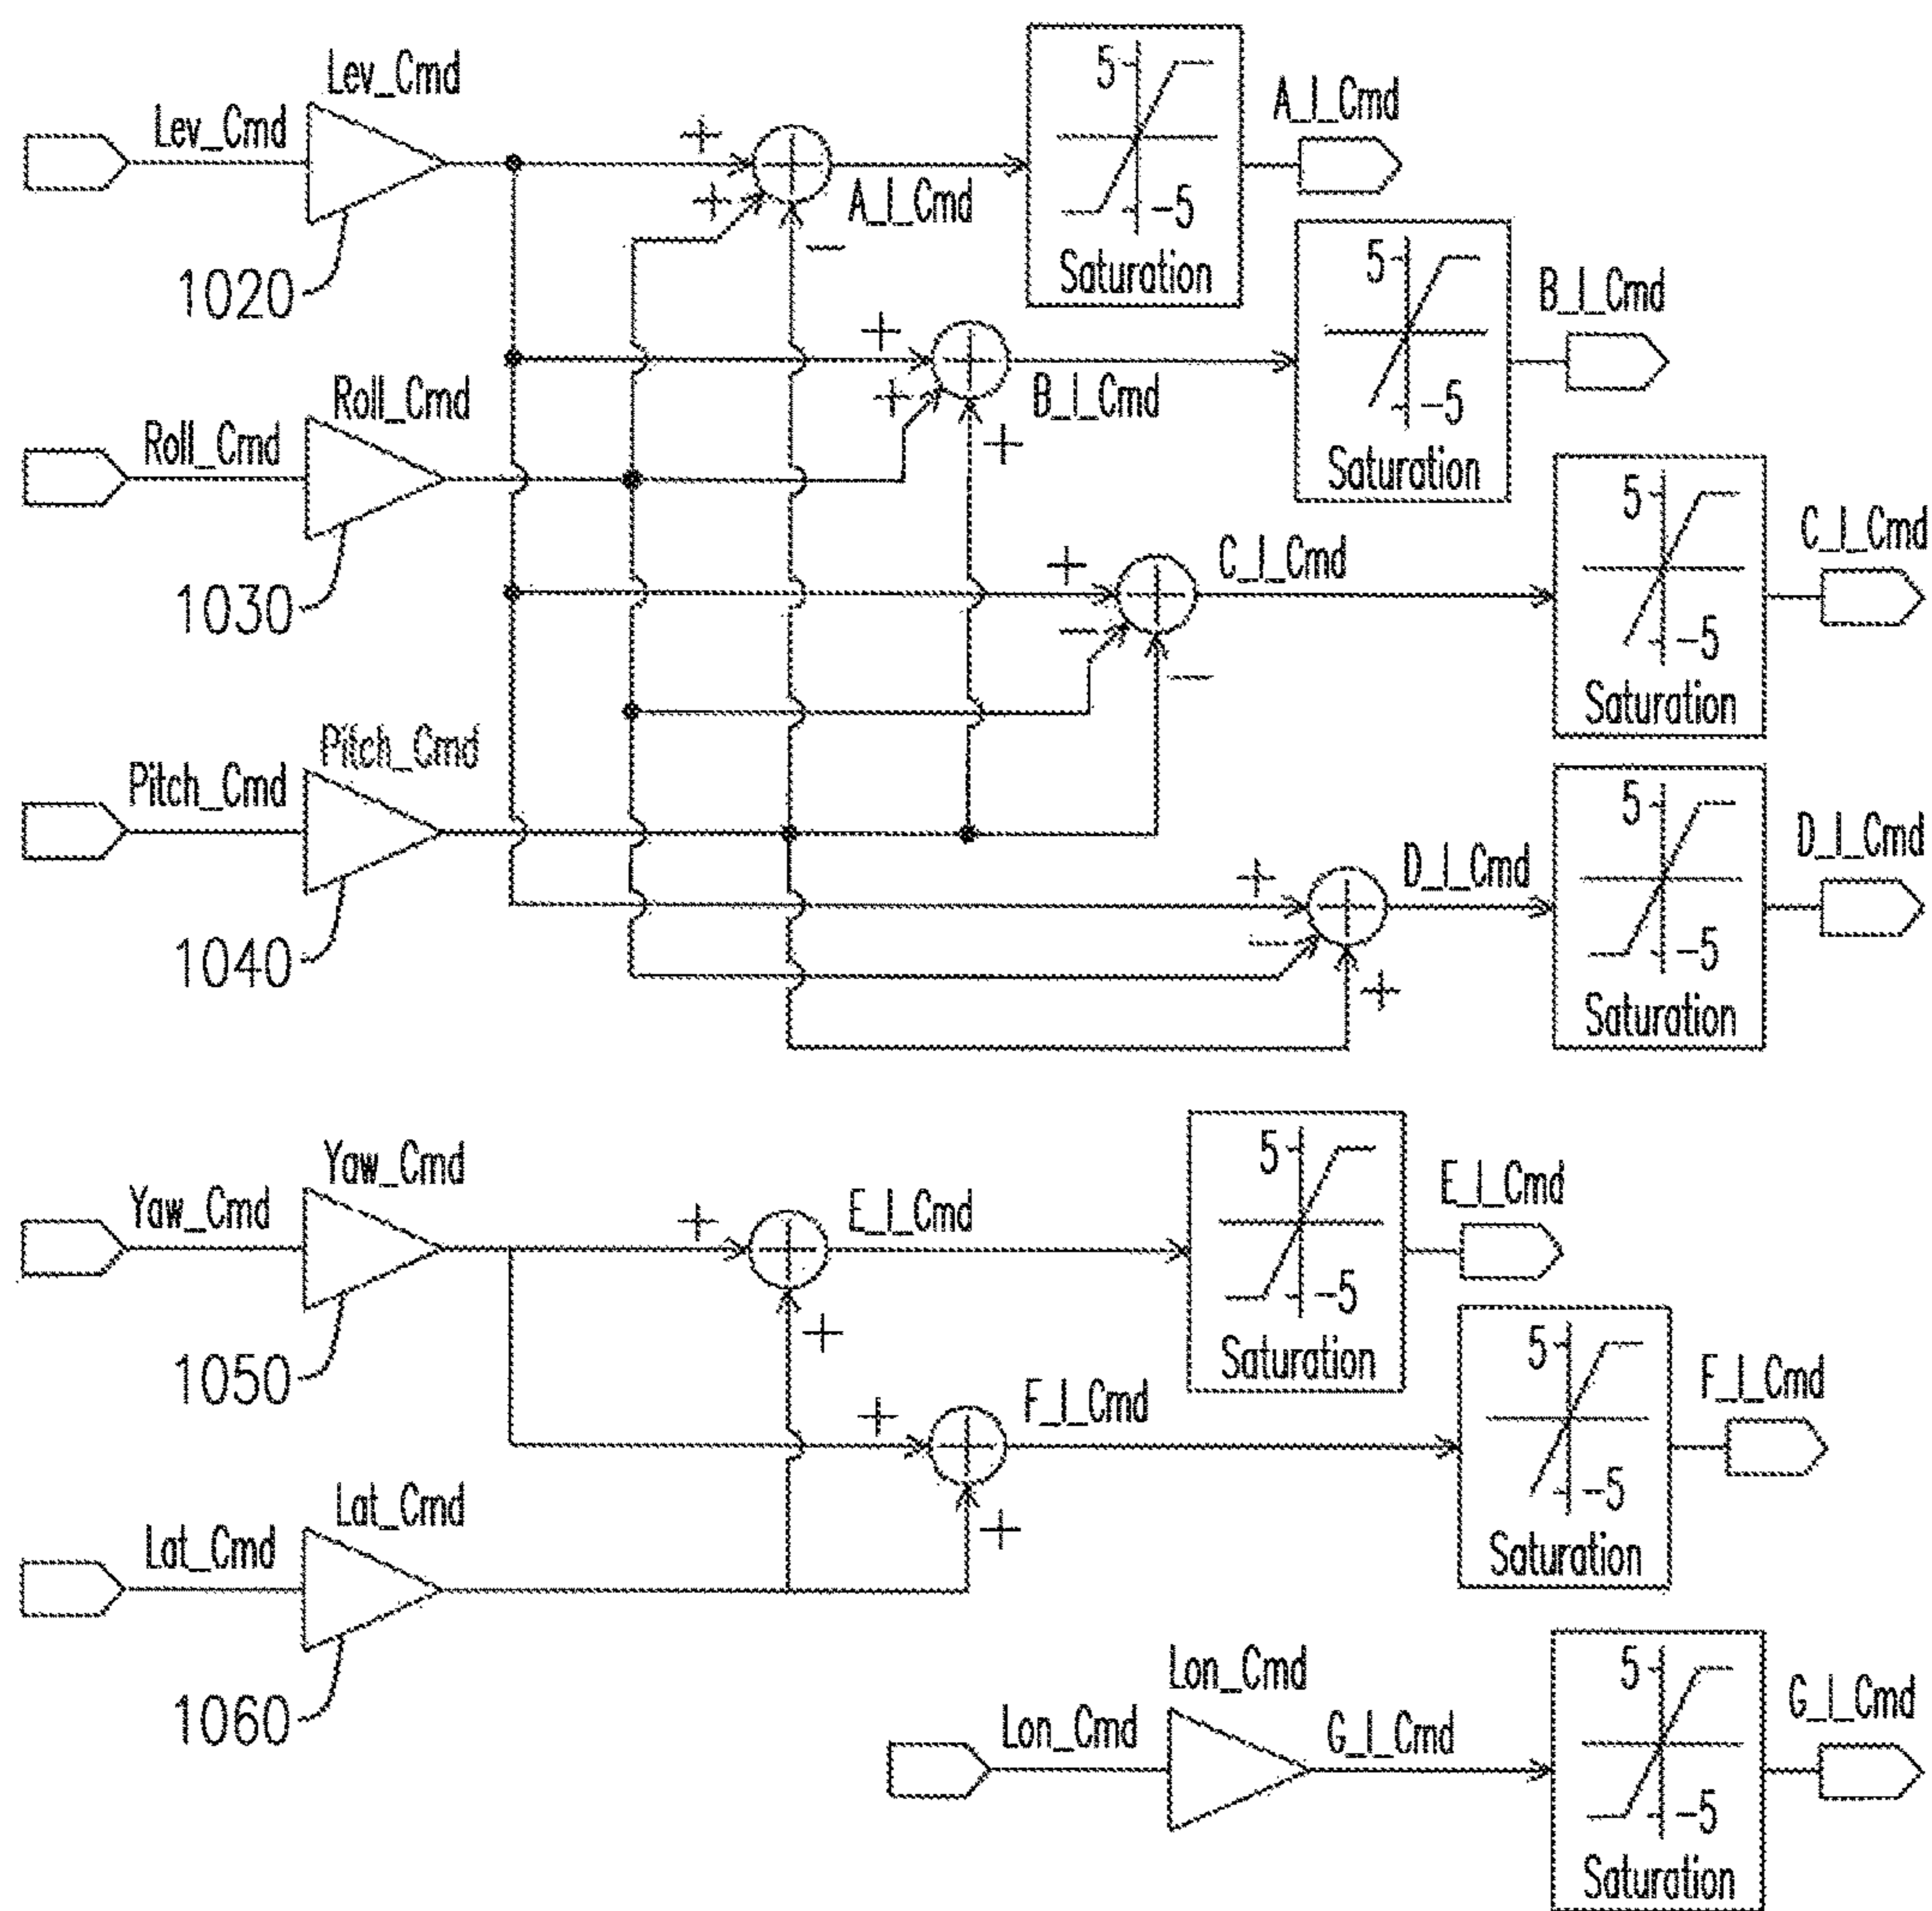 Lev_Cmd
Lev_Cmd
1020
+
+
−
A_I_Cmd
5
−5
Saturation
A_I_Cmd
Roll_Cmd
Roll_Cmd
1030
+
+
+
B_I_Cmd
5
−5
Saturation
B_I_Cmd
Pitch_Cmd
Pitch_Cmd
1040
+
−
−
C_I_Cmd
5
−5
Saturation
C_I_Cmd
+
−
+
D_I_Cmd
5
−5
Saturation
D_I_Cmd
Yaw_Cmd
Yaw_Cmd
1050
+
+
E_I_Cmd
5
−5
Saturation
E_I_Cmd
Lat_Cmd
Lat_Cmd
1060
+
+
F_I_Cmd
5
−5
Saturation
F_I_Cmd
Lon_Cmd
Lon_Cmd
G_I_Cmd
5
−5
Saturation
G_I_Cmd